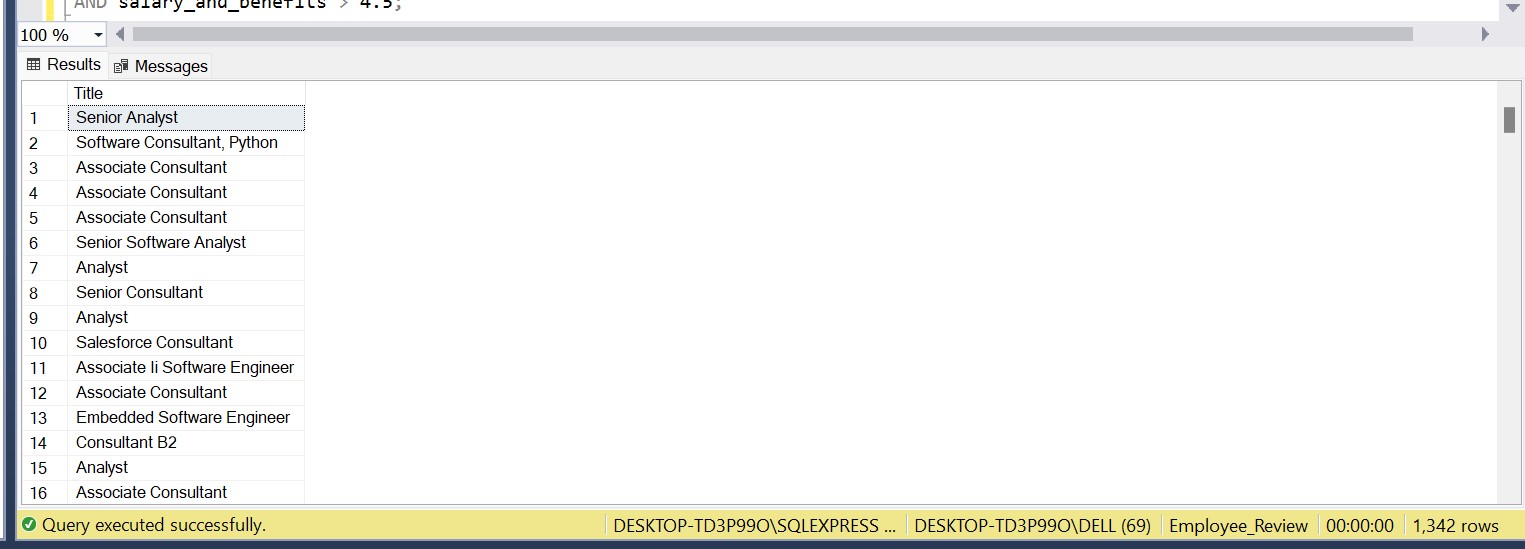 AND salary_and_benefits > 4.5;
100 %
Results Messages
Title
1 Senior Analyst
2 Software Consultant, Python
3 Associate Consultant
4 Associate Consultant
5 Associate Consultant
6 Senior Software Analyst
7 Analyst
8 Senior Consultant
9 Analyst
10 Salesforce Consultant
11 Associate Ii Software Engineer
12 Associate Consultant
13 Embedded Software Engineer
14 Consultant B2
15 Analyst
16 Associate Consultant
Query executed successfully. DESKTOP-TD3P99O\SQLEXPRESS ... DESKTOP-TD3P99O\DELL (69) Employee_Review 00:00:00 1,342 rows